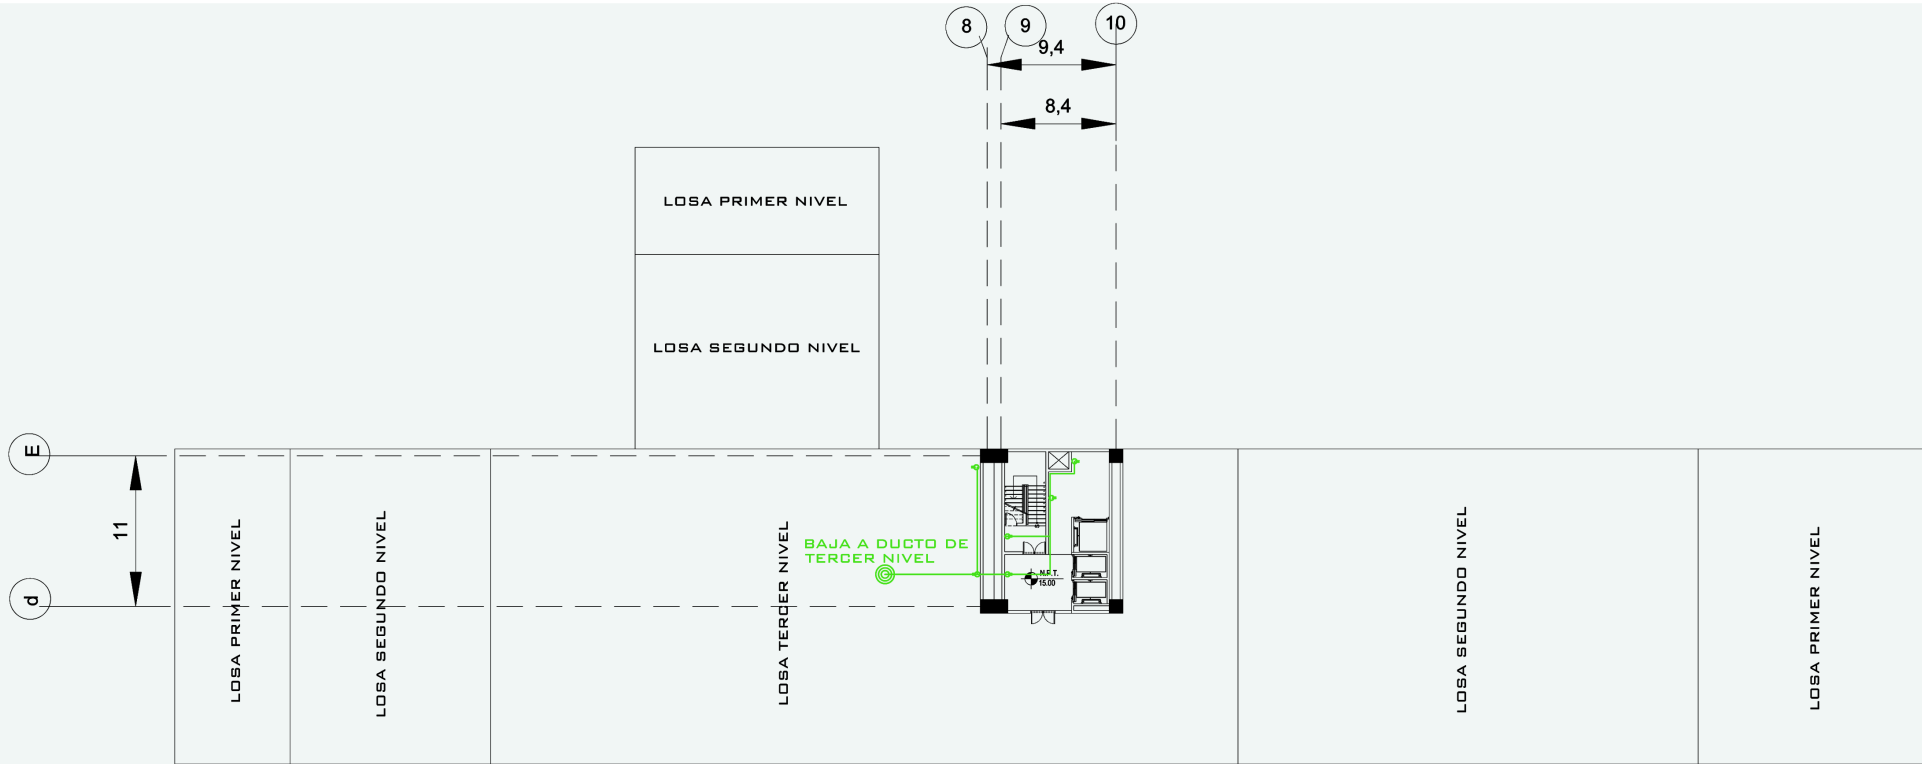 8
9
10
9,4
8,4
LOSA PRIMER NIVEL
LOSA SEGUNDO NIVEL
E
11
d
LOSA PRIMER NIVEL
LOSA SEGUNDO NIVEL
LOSA TERCER NIVEL
BAJA A DUCTO DE
TERCER NIVEL
N.P.T.
15.00
LOSA SEGUNDO NIVEL
LOSA PRIMER NIVEL